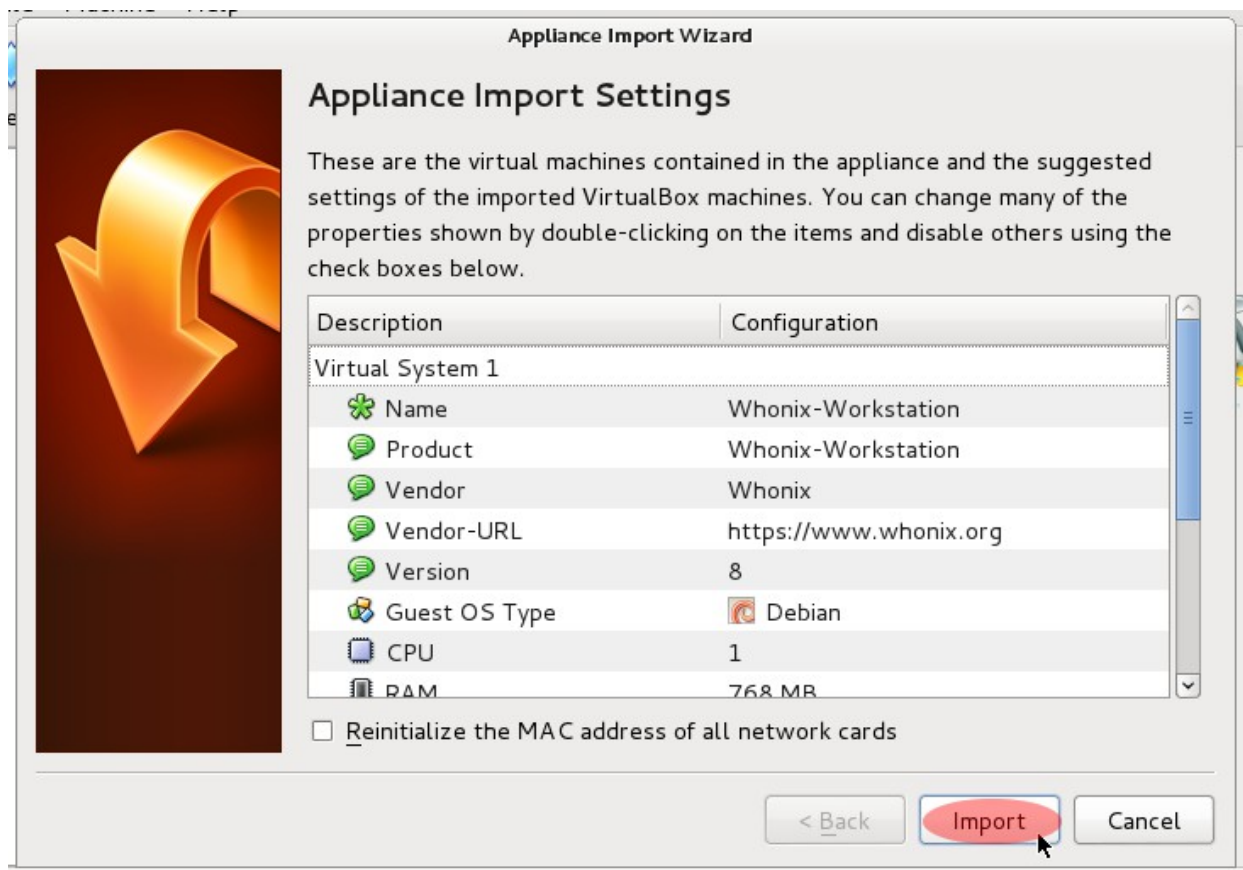 Appliance Import Wizard
Appliance Import Settings
These are the virtual machines contained in the appliance and the suggested
settings of the imported VirtualBox machines. You can change many of the
properties shown by double-clicking on the items and disable others using the
check boxes below.
Description Configuration
Virtual System 1
Name Whonix-Workstation
Product Whonix-Workstation
Vendor Whonix
Vendor-URL https://www.whonix.org
Version 8
Guest OS Type Debian
CPU 1
RAM 768 MB
Reinitialize the MAC address of all network cards
< Back Import Cancel